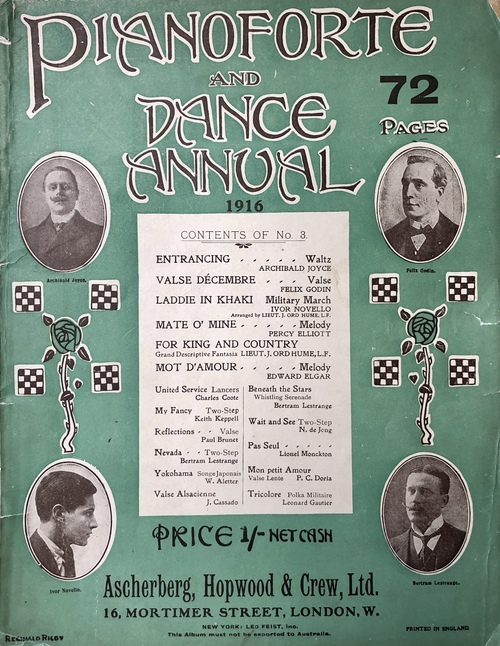 PIANOFORTE
AND
DANCE
ANNUAL
72
PAGES
1916
CONTENTS OF No. 3.
ENTRANCING - - - - - Waltz
ARCHIBALD JOYCE
VALSE DÉCEMBRE - - - - Valse
FELIX GODIN
LADDIE IN KHAKI Military March
IVOR NOVELLO
Arranged by LIEUT. J. ORD HUME, L.F.
MATE O' MINE - - - - - Melody
PERCY ELLIOTT
FOR KING AND COUNTRY
Grand Descriptive Fantasia LIEUT. J. ORD HUME, L.F.
MOT D'AMOUR - - - - - Melody
EDWARD ELGAR
United Service Lancers
Charles Coote
My Fancy Two-Step
Keith Keppell
Reflections - - Valse
Paul Brunet
Nevada - - Two-Step
Bertram Lestrange
Yokohama Songe Japonais
W. Aletter
Valse Alsacienne
J. Cassado
Beneath the Stars
Whistling Serenade
Bertram Lestrange
Wait and See Two-Step
N. de Jong
Pas Seul - - - - - -
Lionel Monckton
Mon petit Amour
Valse Lente P. C. Doria
Tricolore Polka Militaire
Leonard Gautier
Archibald Joyce.
Felix Godin.
Ivor Novello.
Bertram Lestrange.
PRICE 1/- NET CASH
Ascherberg, Hopwood & Crew, Ltd.
16, MORTIMER STREET, LONDON, W.
NEW YORK: LEO FEIST, Inc.
This Album must not be exported to Australia.
REGINALD RIGBY
PRINTED IN ENGLAND